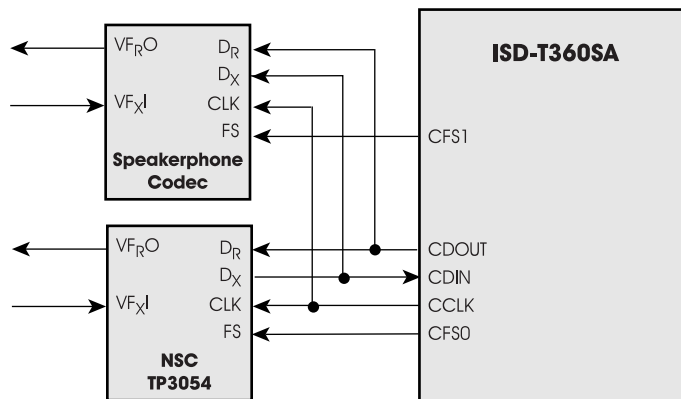 VFRO DR
DX
VFXI CLK
FS
Speakerphone
Codec
ISD-T360SA
CFS1
VFRO DR CDOUT
DX CDIN
VFXI CLK CCLK
FS CFS0
NSC
TP3054